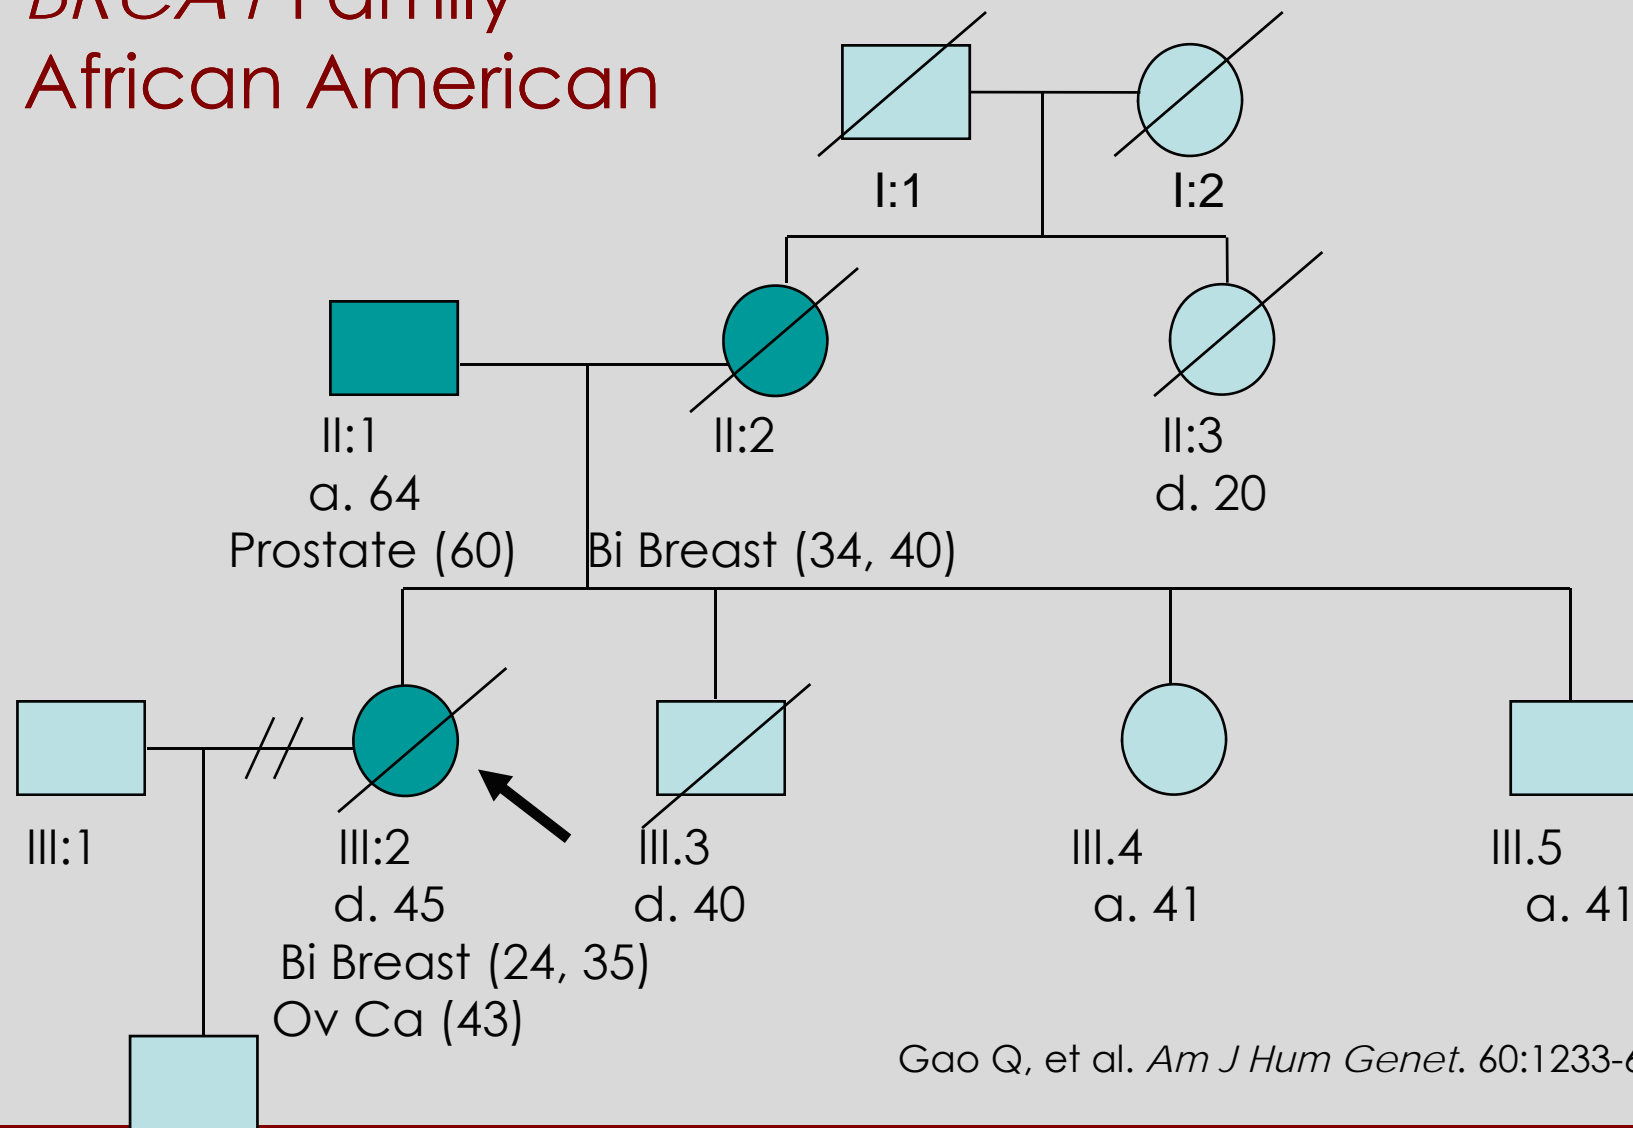 BRCA1 Family
African American
I:1
I:2
II:1
a. 64
Prostate (60)
II:2
Bi Breast (34, 40)
II:3
d. 20
III:1
III:2
d. 45
Bi Breast (24, 35)
Ov Ca (43)
III.3
d. 40
III.4
a. 41
III.5
a. 41
Gao Q, et al. Am J Hum Genet. 60:1233-